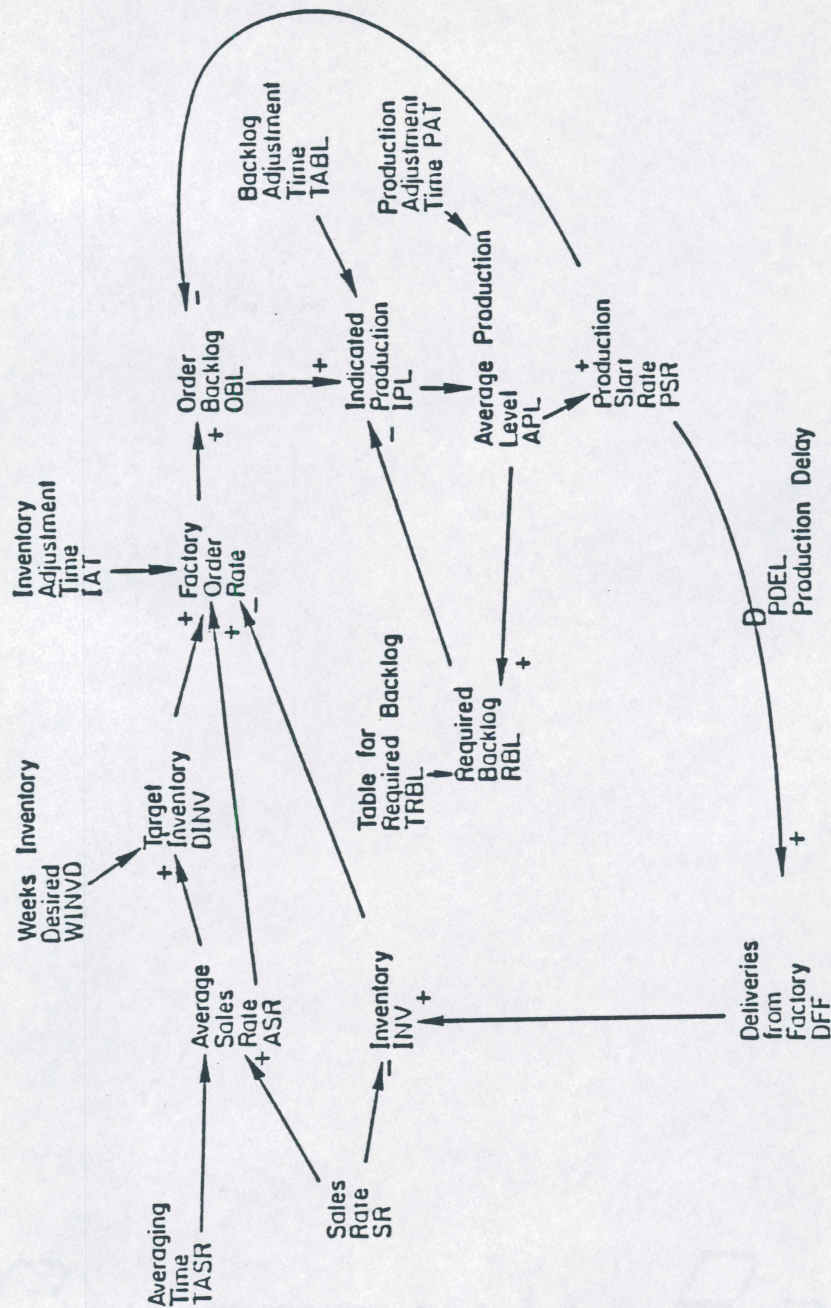 Averaging
Time
TASR
Weeks Inventory
Desired
WINVD
Inventory
Adjustment
Time
IAT
Average
Sales
Rate
+ ASR
+
Target
Inventory
DINV
+
Factory
Order
Rate
+
-
+
Order
Backlog
OBL
-
Backlog
Adjustment
Time
TABL
Sales
Rate
SR
-
Inventory
INV
+
Table for
Required Backlog
TRBL
Required
Backlog
RBL
+
+
Indicated
Production
IPL
-
Production
Adjustment
Time PAT
Average Production
Level
APL
+
Production
Start
Rate
PSR
Deliveries
from
Factory
DFF
+
D
PDEL
Production Delay